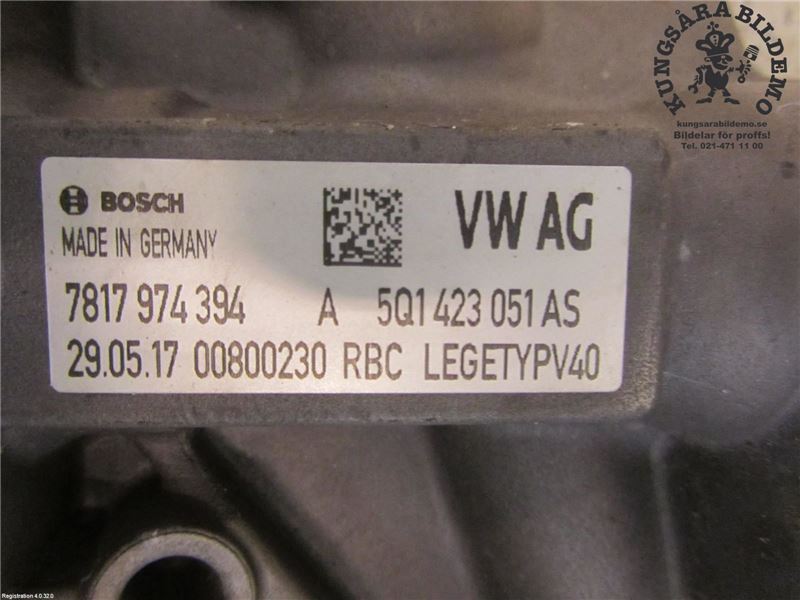 KUNGSÅRA BILDEMO
kungsarabildemo.se
Bildelar för proffs!
Tel. 021-471 11 00
BOSCH
VW AG
MADE IN GERMANY
7817 974 394 A 5Q1 423 051 AS
29.05.17 00800230 RBC LEGETYPV40
Registration 4.0.32.0